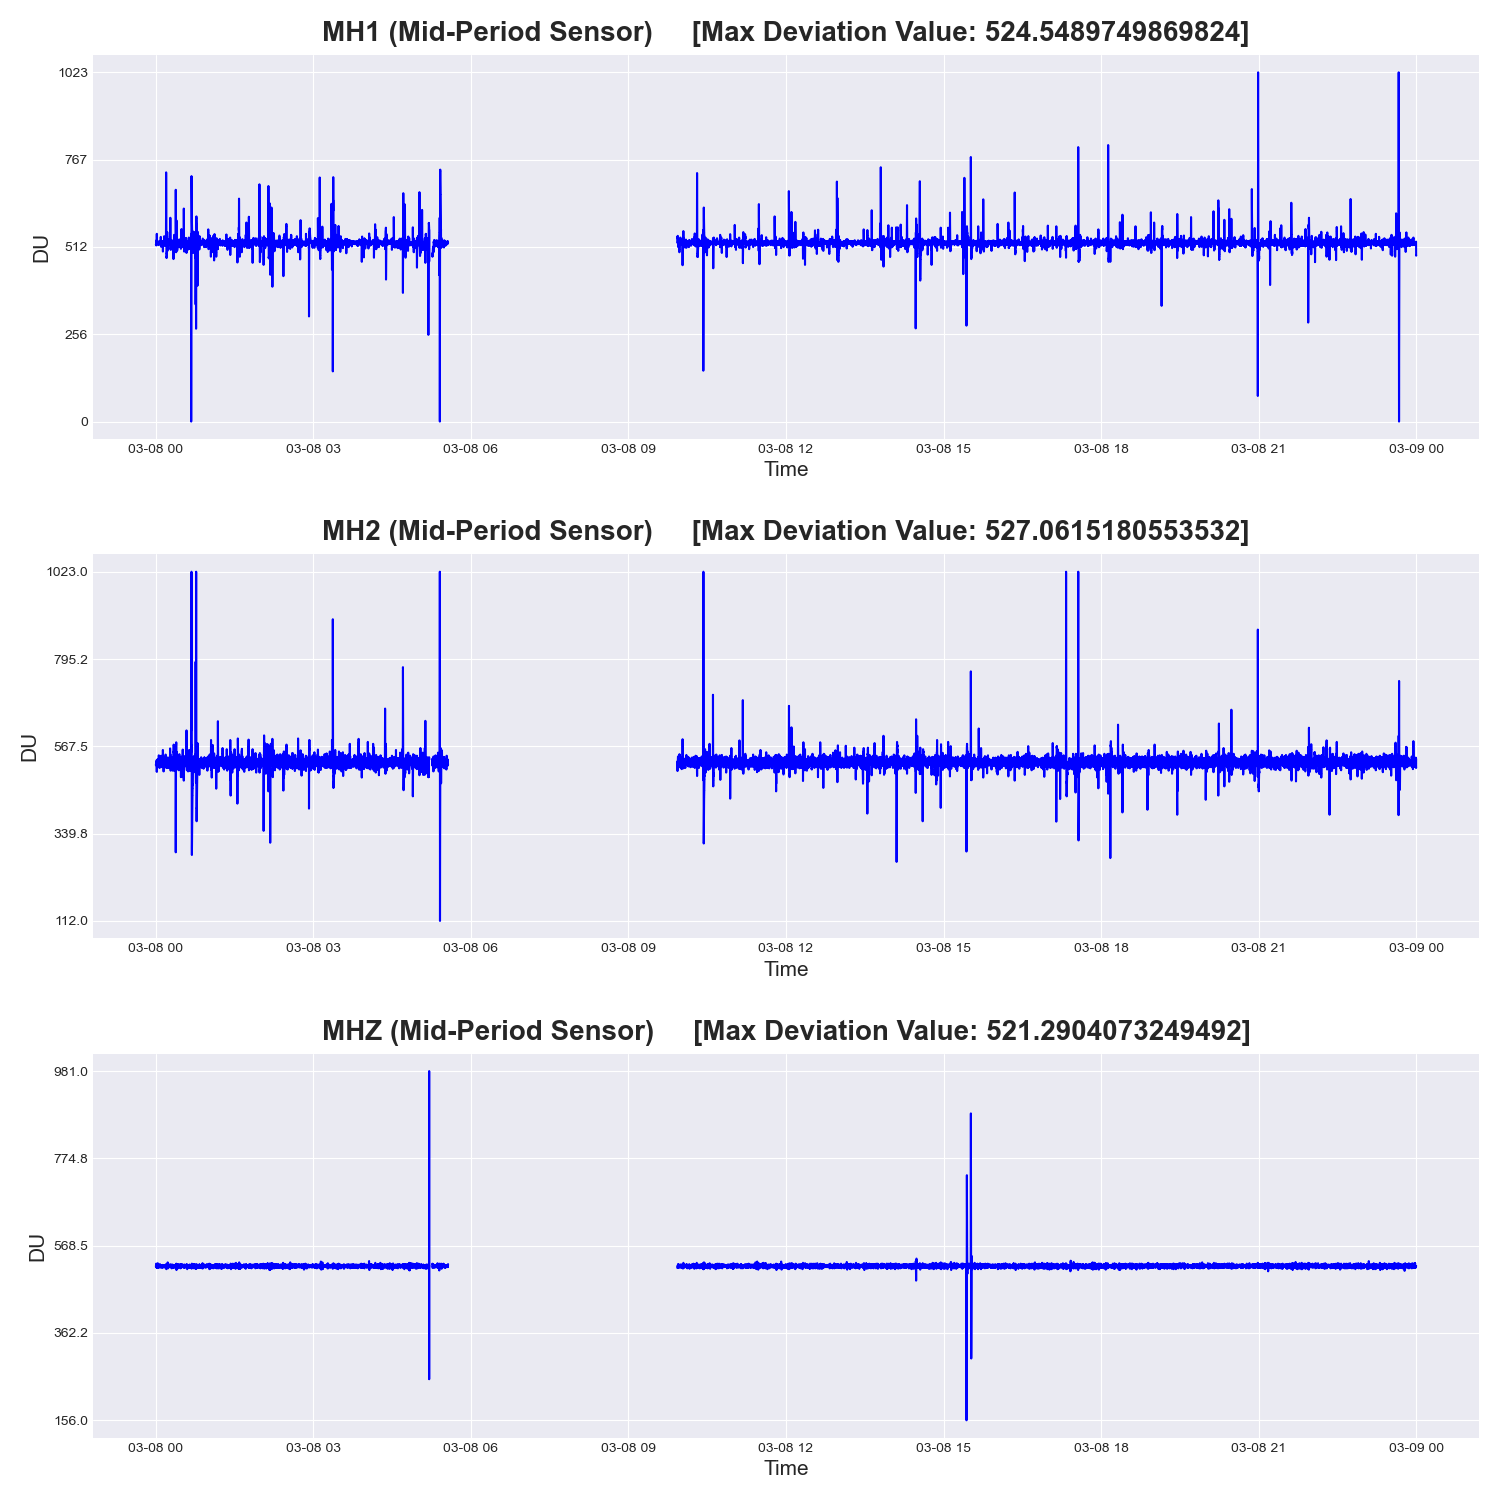 MH1 (Mid-Period Sensor) [Max Deviation Value: 524.5489749869824]
1023
767
512
256
0
DU
03-08 00 03-08 03 03-08 06 03-08 09 03-08 12 03-08 15 03-08 18 03-08 21 03-09 00
Time
MH2 (Mid-Period Sensor) [Max Deviation Value: 527.0615180553532]
1023.0
795.2
567.5
339.8
112.0
DU
03-08 00 03-08 03 03-08 06 03-08 09 03-08 12 03-08 15 03-08 18 03-08 21 03-09 00
Time
MHZ (Mid-Period Sensor) [Max Deviation Value: 521.2904073249492]
981.0
774.8
568.5
362.2
156.0
DU
03-08 00 03-08 03 03-08 06 03-08 09 03-08 12 03-08 15 03-08 18 03-08 21 03-09 00
Time